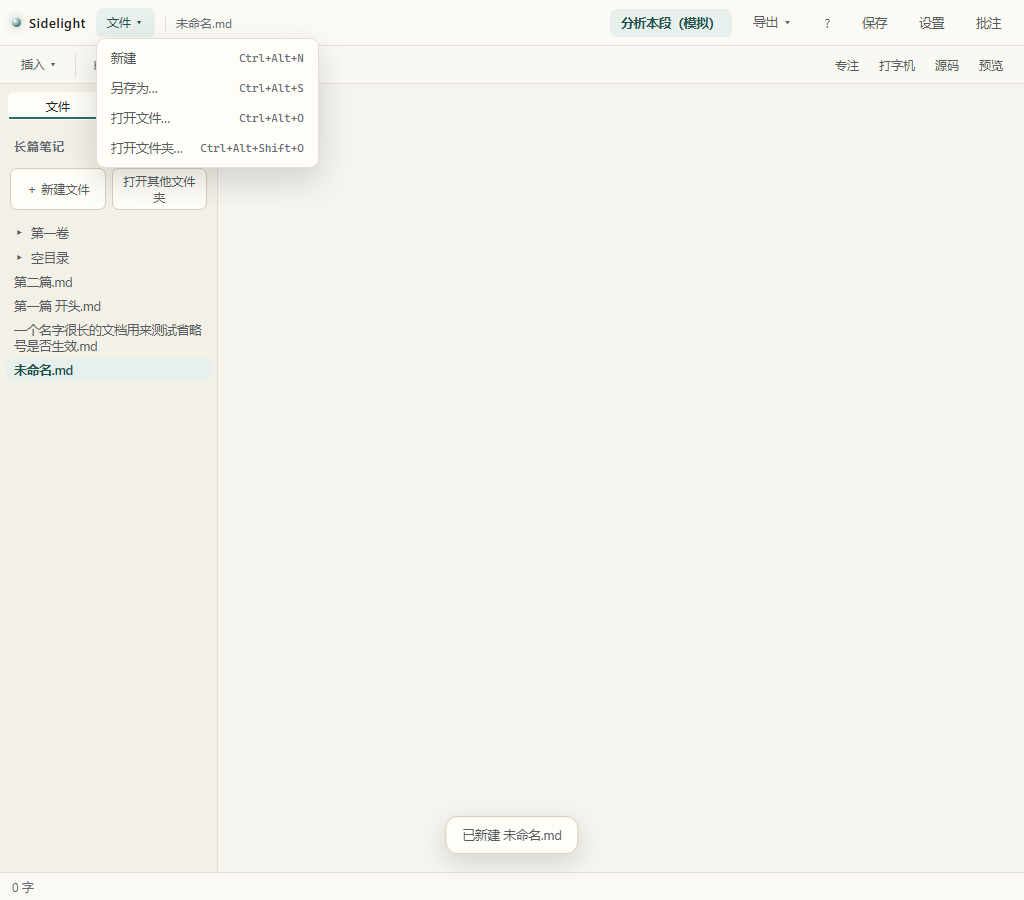 Sidelight 文件 ▾ 未命名.md 分析本段（模拟） 导出 ▾ ? 保存 设置 批注
新建 Ctrl+Alt+N
另存为... Ctrl+Alt+S
打开文件... Ctrl+Alt+O
打开文件夹... Ctrl+Alt+Shift+O
插入 ▾ 专注 打字机 源码 预览
文件
长篇笔记
+ 新建文件 打开其他文件
夹
▸ 第一卷
▸ 空目录
第二篇.md
第一篇 开头.md
一个名字很长的文档用来测试省略
号是否生效.md
未命名.md
已新建 未命名.md
0 字